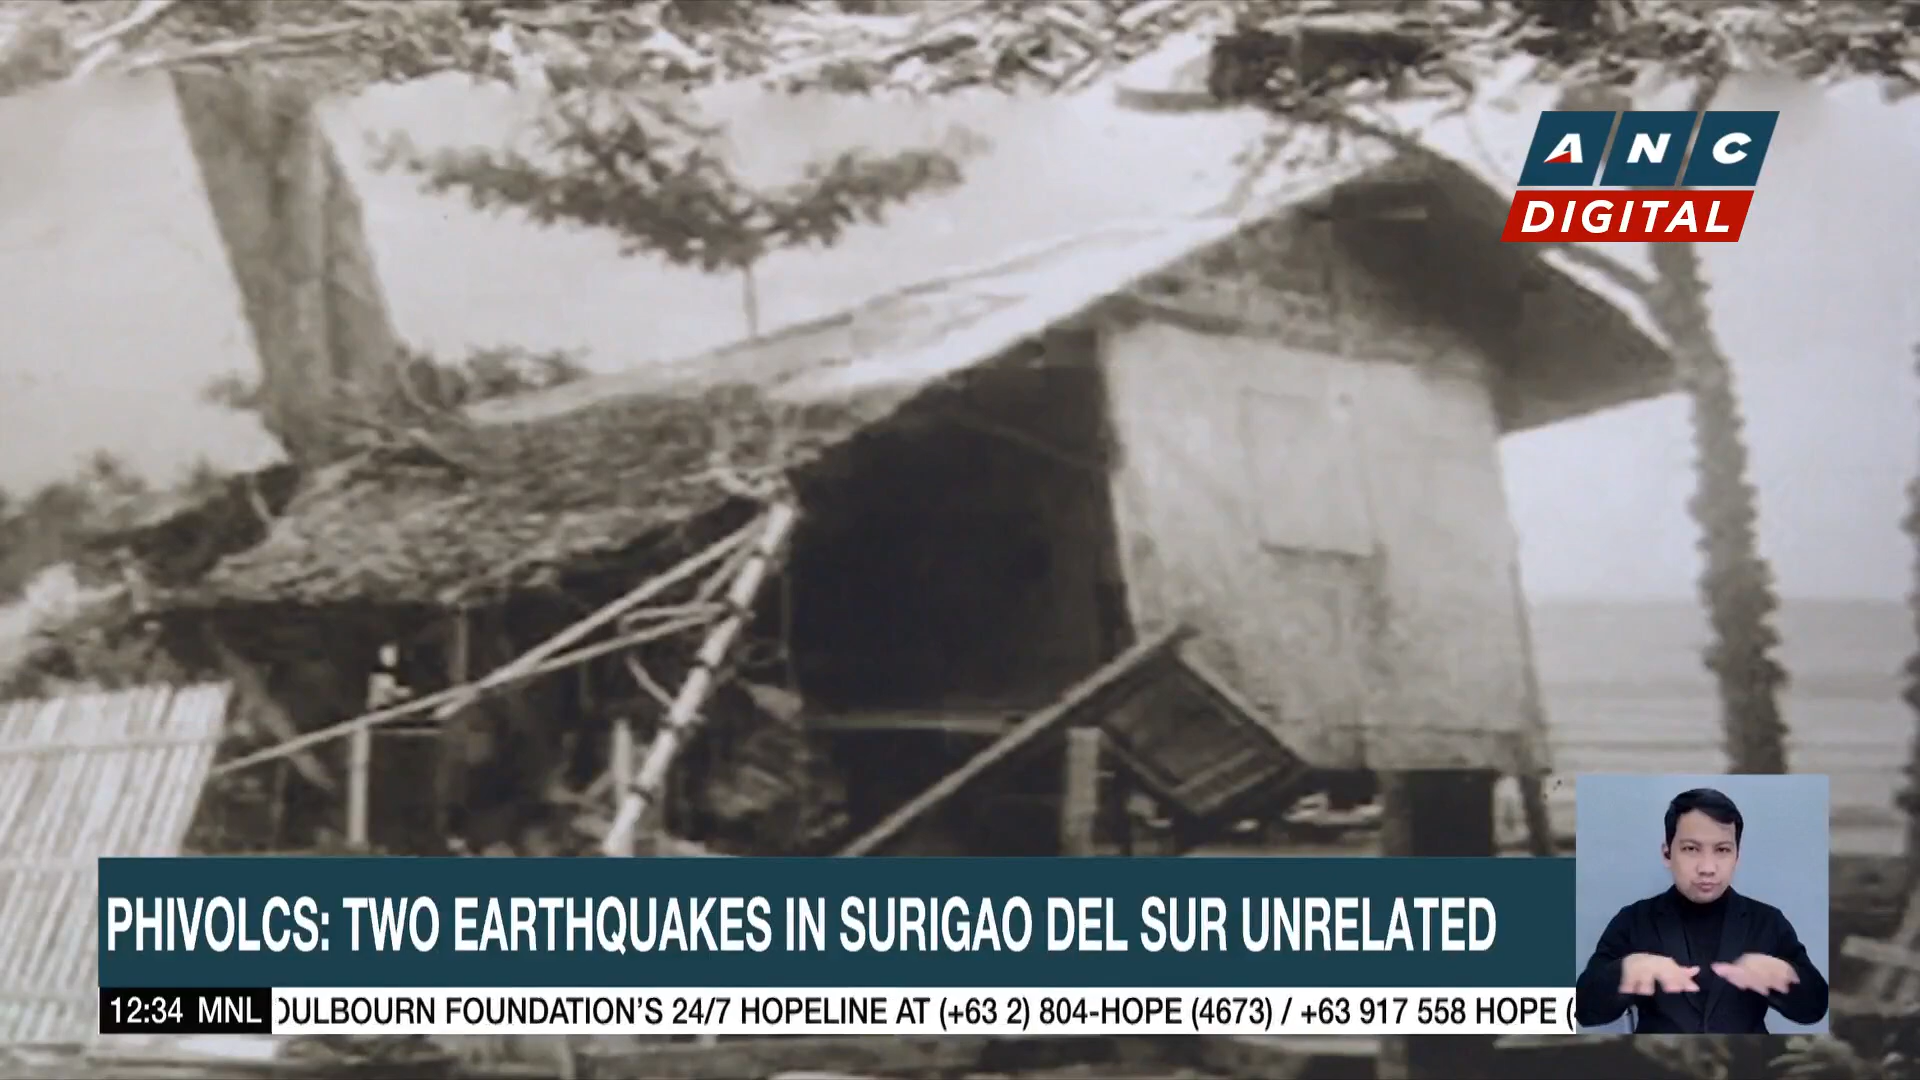 ANC
DIGITAL
PHIVOLCS: TWO EARTHQUAKES IN SURIGAO DEL SUR UNRELATED
12:34 MNL
FOUNDATION'S 24/7 HOPELINE AT (+63 2) 804-HOPE (4673) / +63 917 558 HOPE (